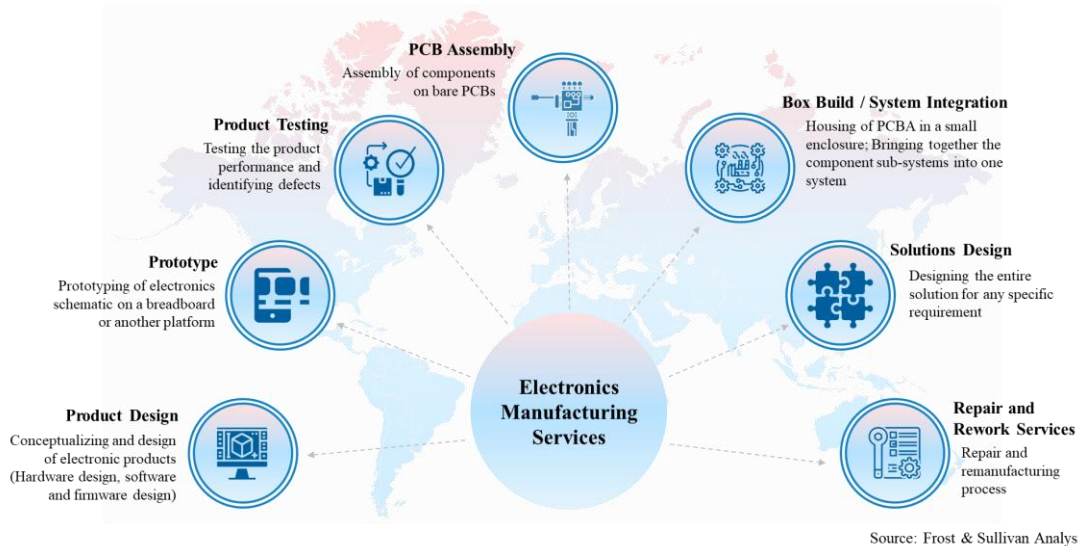 PCB Assembly
Assembly of components
on bare PCBs
Product Testing
Testing the product
performance and
identifying defects
Box Build / System Integration
Housing of PCBA in a small
enclosure; Bringing together the
component sub-systems into one
system
Prototype
Prototyping of electronics
schematic on a breadboard
or another platform
Solutions Design
Designing the entire
solution for any specific
requirement
Electronics
Manufacturing
Services
Product Design
Conceptualizing and design
of electronic products
(Hardware design, software
and firmware design)
Repair and
Rework Services
Repair and
remanufacturing
process
Source: Frost & Sullivan Analys